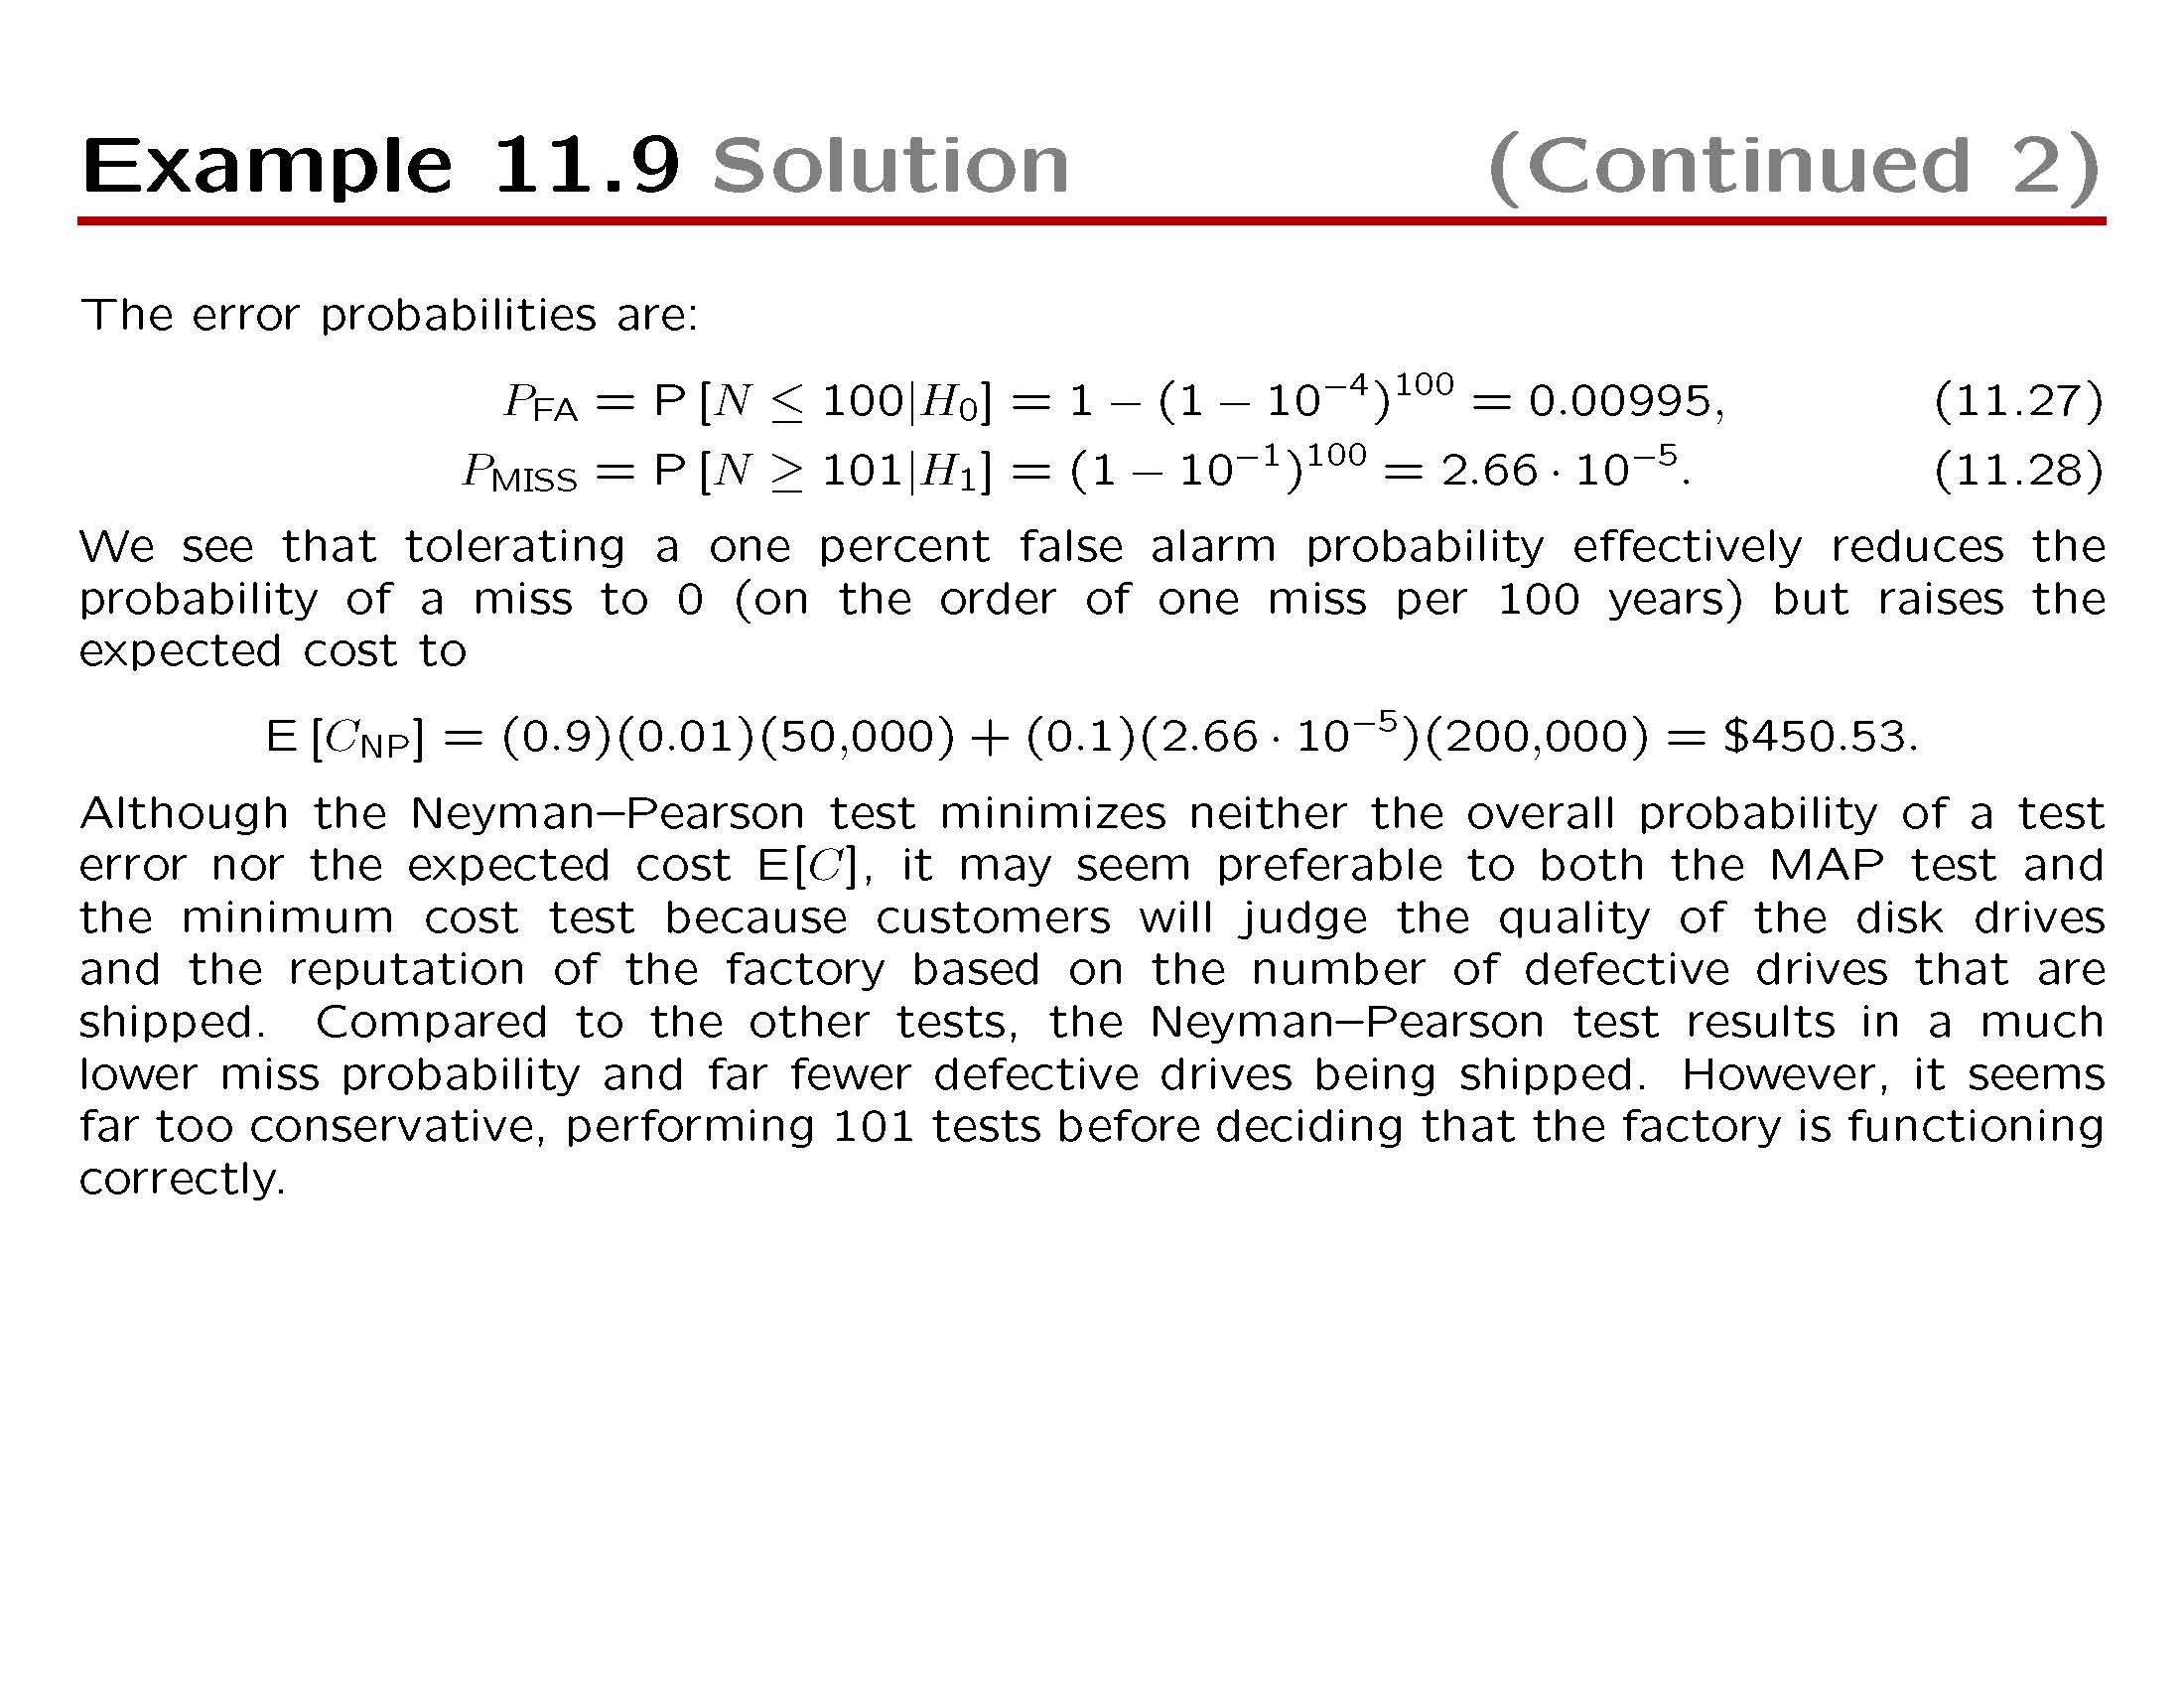 Example 11.9 Solution (Continued 2)
The error probabilities are:
P_FA = P [N ≤ 100|H_0] = 1 − (1 − 10^{−4})^{100} = 0.00995, (11.27)
P_MISS = P [N ≥ 101|H_1] = (1 − 10^{−1})^{100} = 2.66 · 10^{−5}. (11.28)
We see that tolerating a one percent false alarm probability effectively reduces the
probability of a miss to 0 (on the order of one miss per 100 years) but raises the
expected cost to
E [C_NP] = (0.9)(0.01)(50,000) + (0.1)(2.66 · 10^{−5})(200,000) = $450.53.
Although the Neyman–Pearson test minimizes neither the overall probability of a test
error nor the expected cost E[C], it may seem preferable to both the MAP test and
the minimum cost test because customers will judge the quality of the disk drives
and the reputation of the factory based on the number of defective drives that are
shipped. Compared to the other tests, the Neyman–Pearson test results in a much
lower miss probability and far fewer defective drives being shipped. However, it seems
far too conservative, performing 101 tests before deciding that the factory is functioning
correctly.